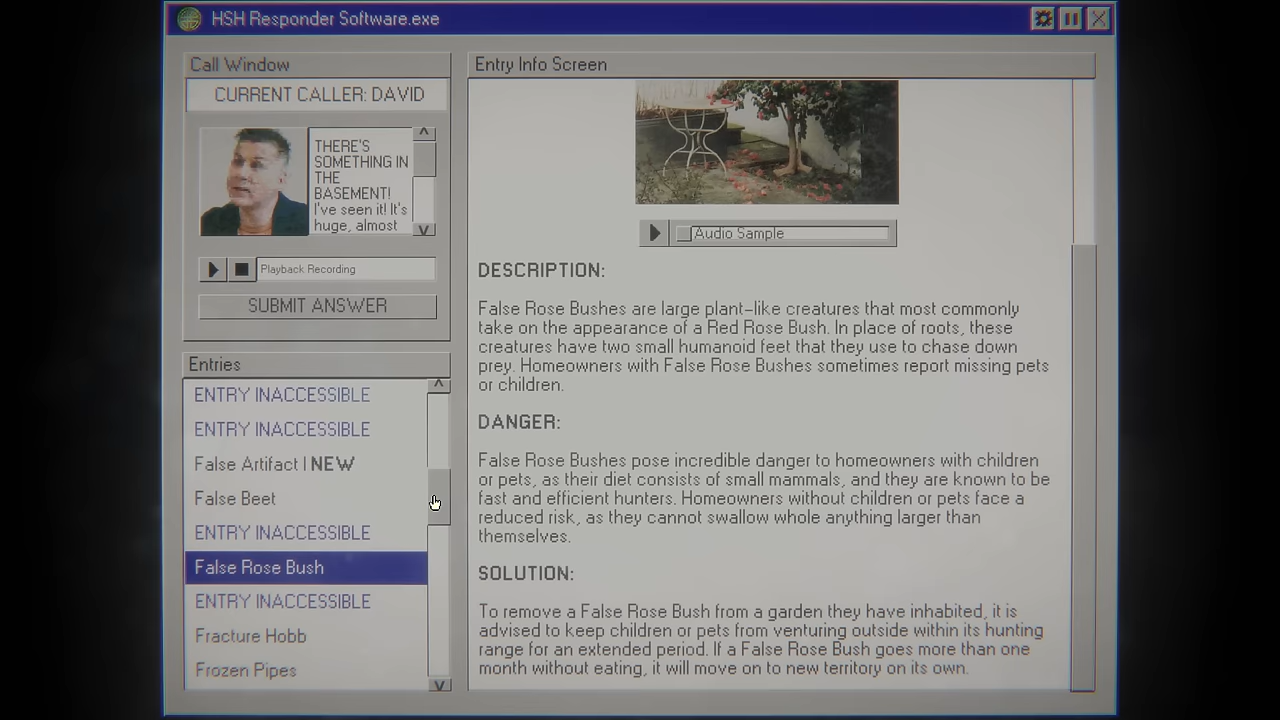 HSH Responder Software.exe
Call Window
CURRENT CALLER: DAVID
THERE'S
SOMETHING IN
THE
BASEMENT!
I've seen it! It's
huge, almost
Playback Recording
SUBMIT ANSWER
Entries
ENTRY INACCESSIBLE
ENTRY INACCESSIBLE
False Artifact | NEW
False Beet
ENTRY INACCESSIBLE
False Rose Bush
ENTRY INACCESSIBLE
Fracture Hobb
Frozen Pipes
Entry Info Screen
Audio Sample
DESCRIPTION:
False Rose Bushes are large plant-like creatures that most commonly
take on the appearance of a Red Rose Bush. In place of roots, these
creatures have two small humanoid feet that they use to chase down
prey. Homeowners with False Rose Bushes sometimes report missing pets
or children.
DANGER:
False Rose Bushes pose incredible danger to homeowners with children
or pets, as their diet consists of small mammals, and they are known to be
fast and efficient hunters. Homeowners without children or pets face a
reduced risk, as they cannot swallow whole anything larger than
themselves.
SOLUTION:
To remove a False Rose Bush from a garden they have inhabited, it is
advised to keep children or pets from venturing outside within its hunting
range for an extended period. If a False Rose Bush goes more than one
month without eating, it will move on to new territory on its own.